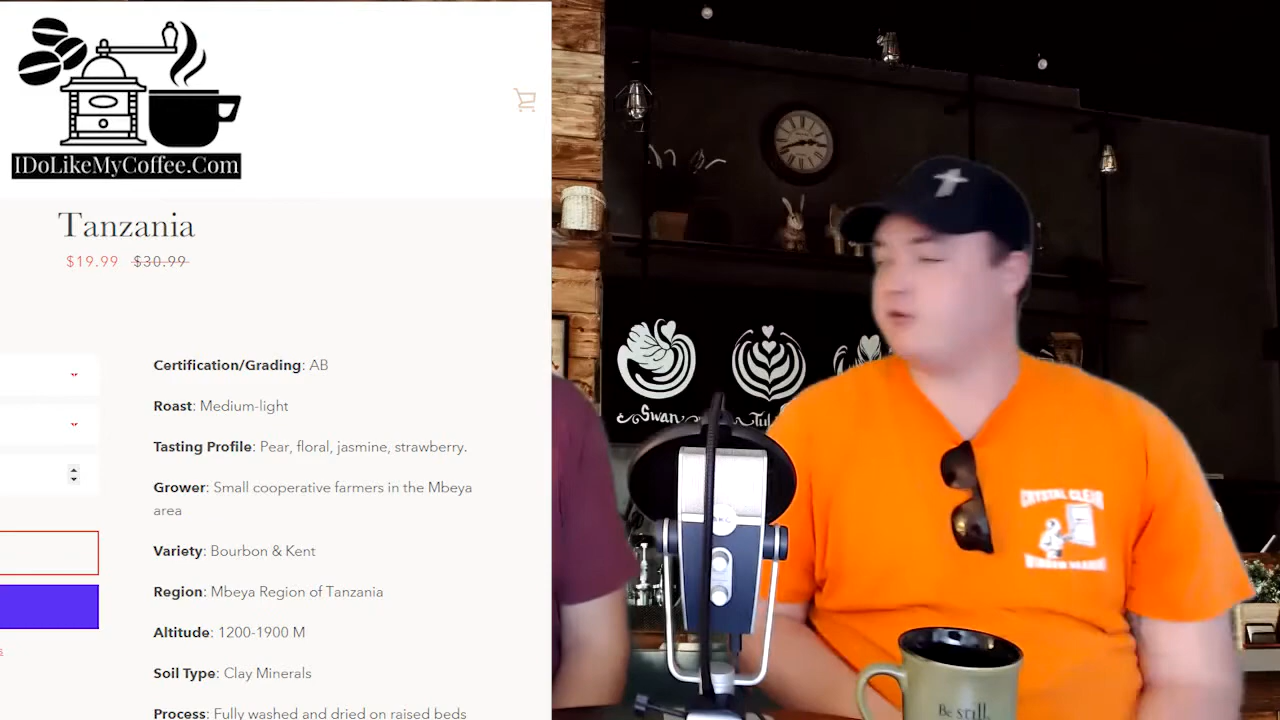 IDoLikeMyCoffee.Com
Tanzania
$19.99 $30.99
Certification/Grading: AB
Roast: Medium-light
Tasting Profile: Pear, floral, jasmine, strawberry.
Grower: Small cooperative farmers in the Mbeya
area
Variety: Bourbon & Kent
Region: Mbeya Region of Tanzania
Altitude: 1200-1900 M
Soil Type: Clay Minerals
Process: Fully washed and dried on raised beds
Swan
Tul
CRYSTAL CLEAR
Be still,